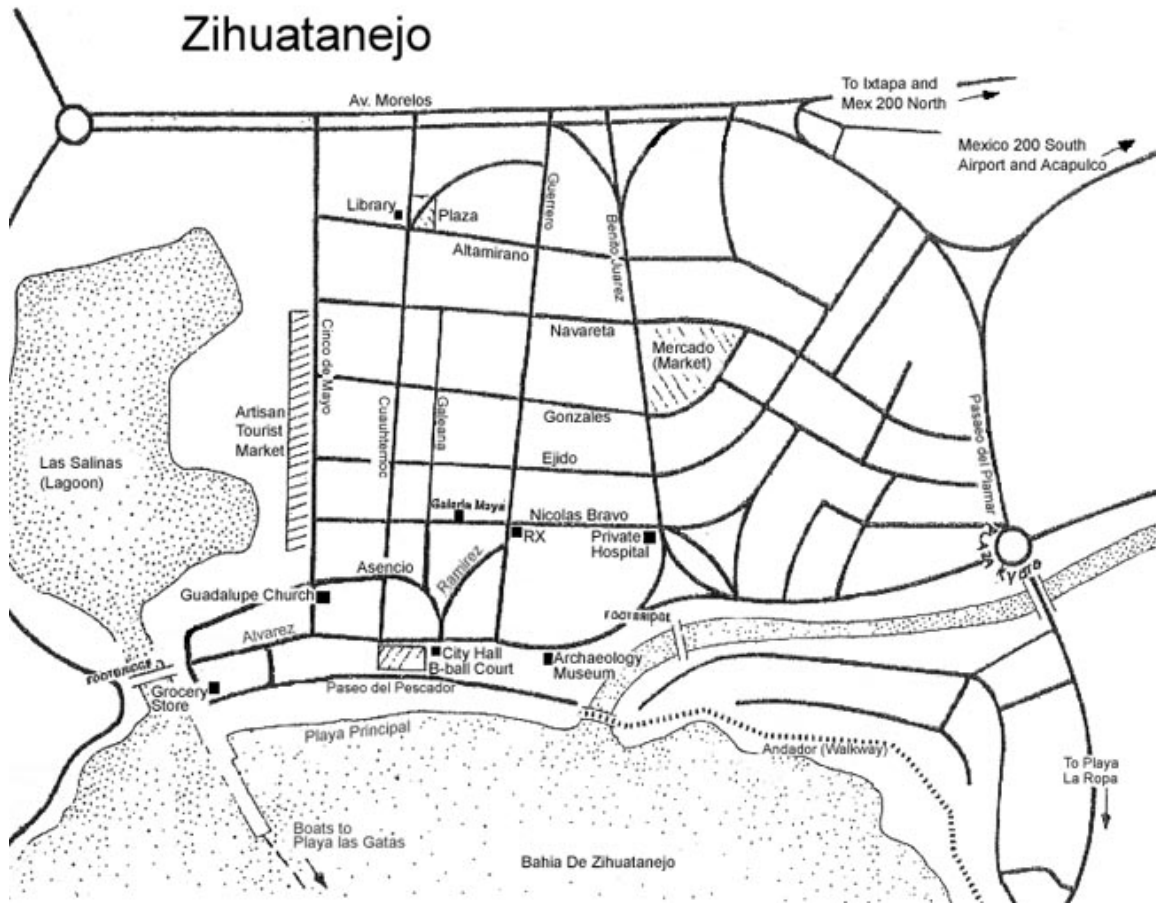 Zihuatanejo
Av. Morelos
To Ixtapa and
Mex 200 North
Mexico 200 South
Airport and Acapulco
Library
Plaza
Guerrero
Benito Juarez
Altamirano
Cinco de Mayo
Navareta
Mercado
(Market)
Cuauhtemoc
Galeana
Gonzales
Artisan
Tourist
Market
Las Salinas
(Lagoon)
Ejido
Paseo del Plamar
Galeria Maya
Nicolas Bravo
RX
Private
Hospital
PLAZA
KYOTO
Asencio
Ramirez
Guadalupe Church
FOOTBRIDGE
Alvarez
City Hall
B-ball Court
Archaeology
Museum
FOOTBRIDGE
Grocery
Store
Paseo del Pescador
Playa Principal
Andador (Walkway)
To Playa
La Ropa
Boats to
Playa las Gatas
Bahia De Zihuatanejo